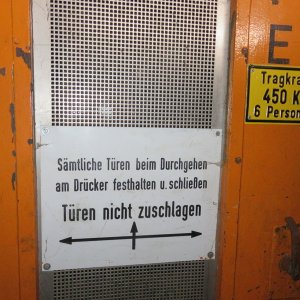 Sämtliche Türen beim Durchgehen
am Drücker festhalten u. schließen
Türen nicht zuschlagen
E
Tragkra
450 K
6 Person